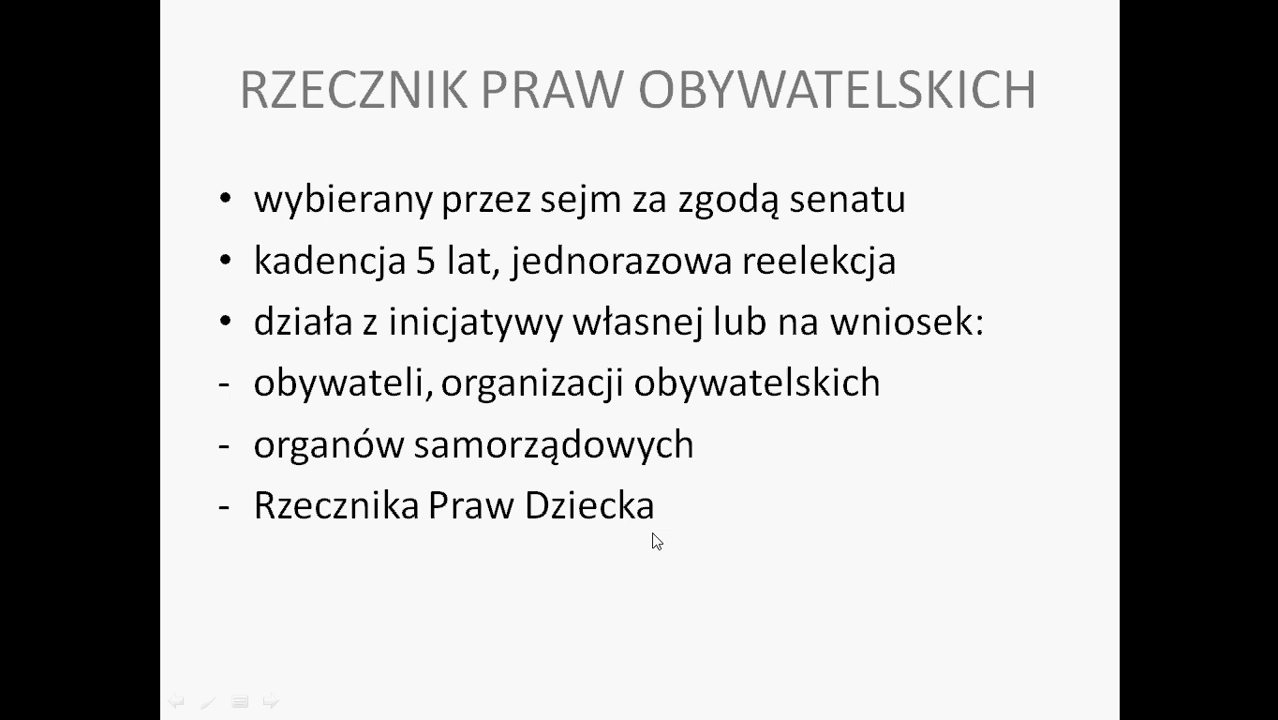 RZECZNIK PRAW OBYWATELSKICH
• wybierany przez sejm za zgodą senatu
• kadencja 5 lat, jednorazowa reelekcja
• działa z inicjatywy własnej lub na wniosek:
- obywateli, organizacji obywatelskich
- organów samorządowych
- Rzecznika Praw Dziecka